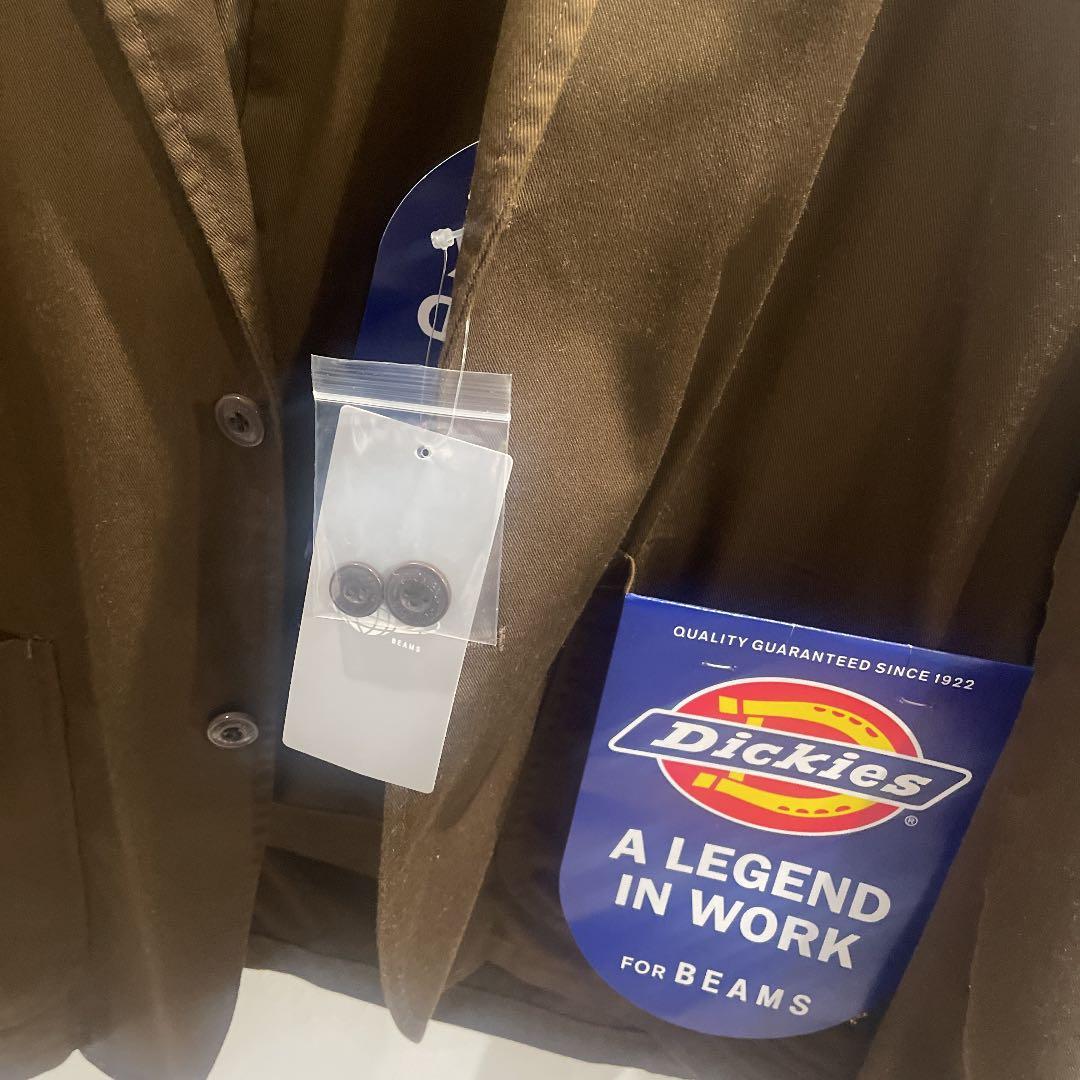 D
BEAMS
QUALITY GUARANTEED SINCE 1922
Dickies
®
A LEGEND
IN WORK
FOR BEAMS